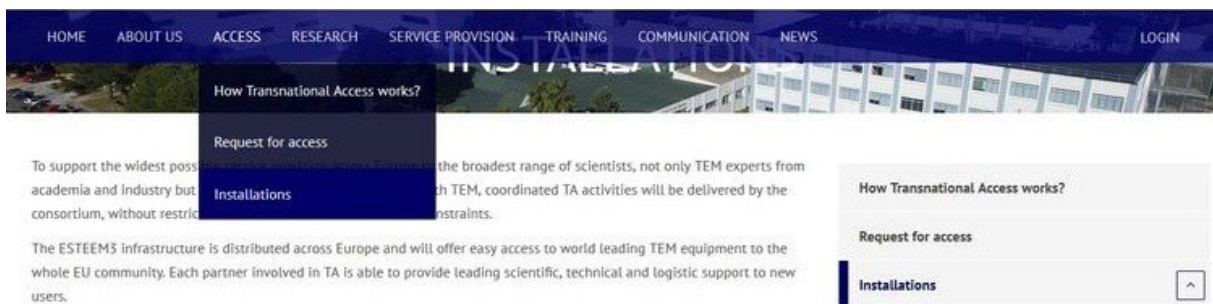 HOME ABOUT US ACCESS RESEARCH SERVICE PROVISION TRAINING COMMUNICATION NEWS LOGIN
INSTALLATIONS
How Transnational Access works?
Request for access
Installations
To support the widest poss the broadest range of scientists, not only TEM experts from
academia and industry but th TEM, coordinated TA activities will be delivered by the
consortium, without restric nstraints.
The ESTEEM3 infrastructure is distributed across Europe and will offer easy access to world leading TEM equipment to the
whole EU community. Each partner involved in TA is able to provide leading scientific, technical and logistic support to new
users.
How Transnational Access works?
Request for access
Installations